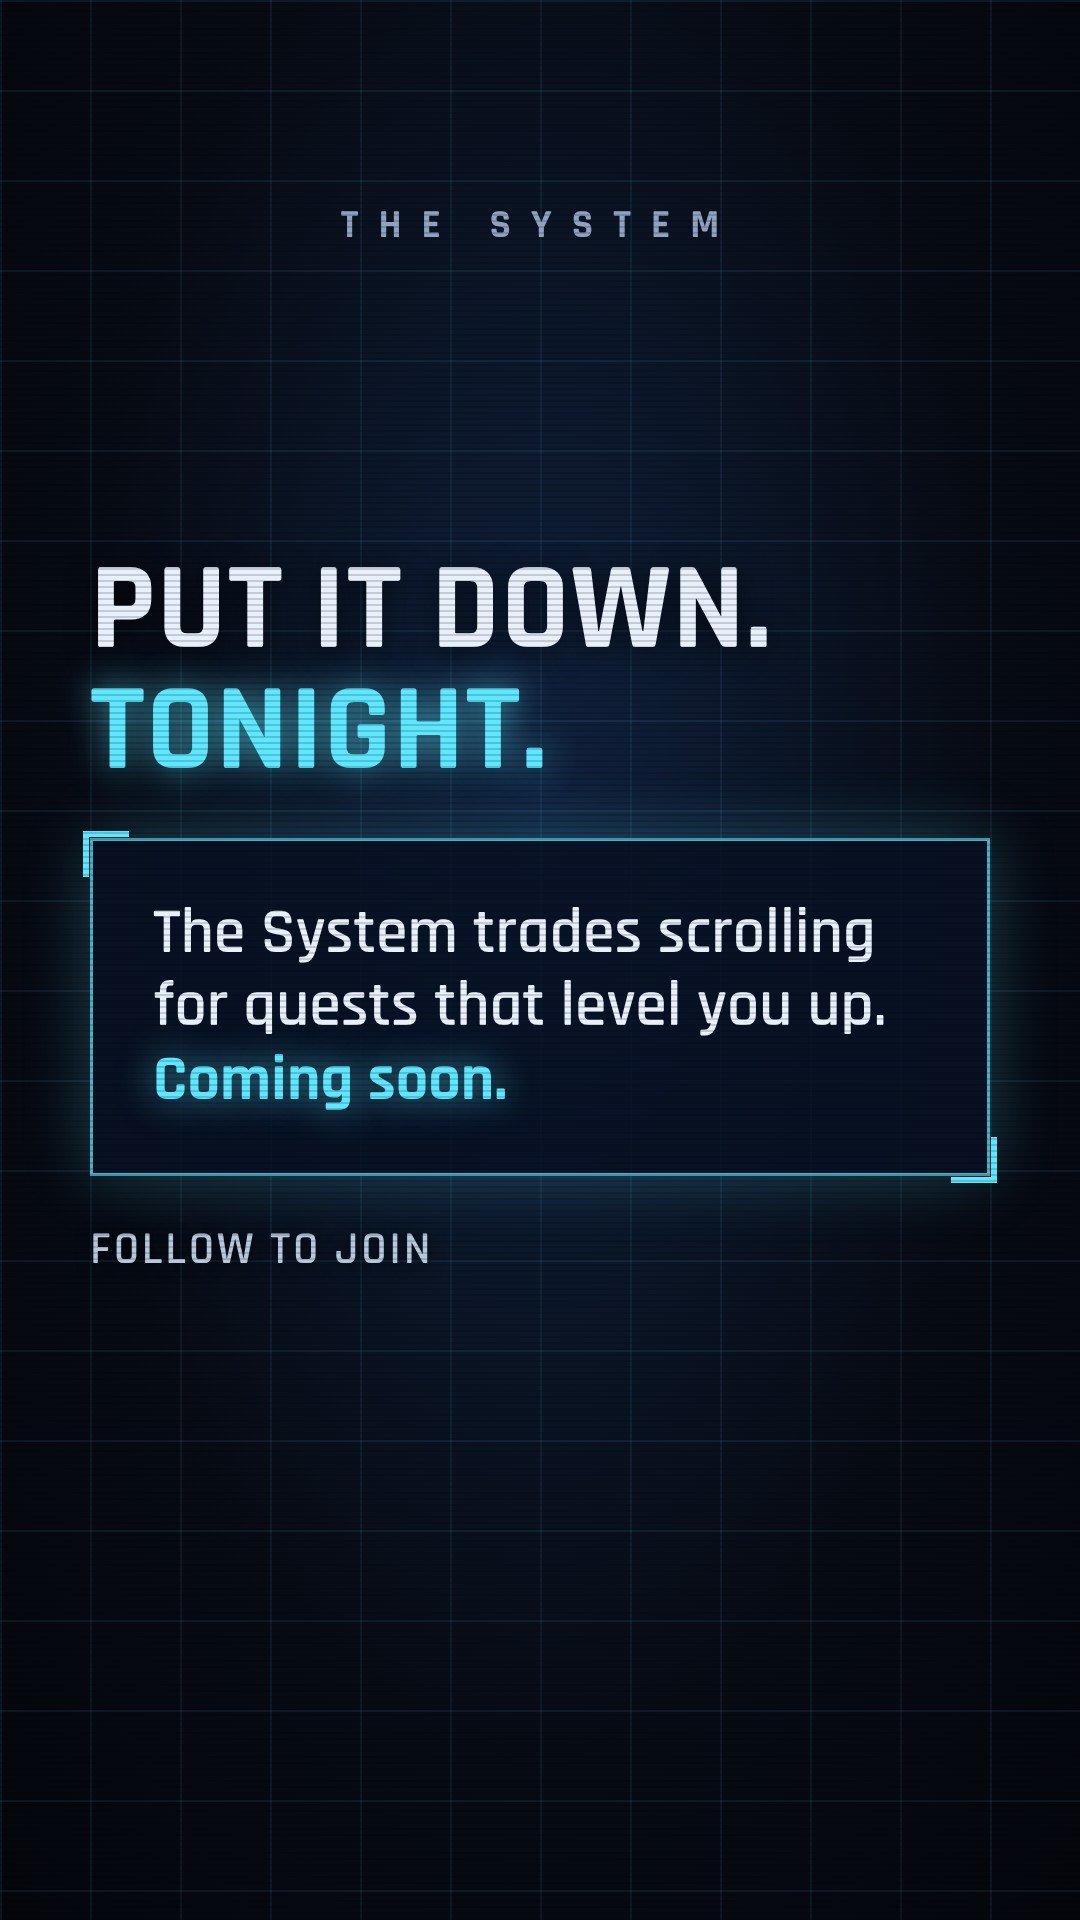 THE SYSTEM
PUT IT DOWN.
TONIGHT.
The System trades scrolling
for quests that level you up.
Coming soon.
FOLLOW TO JOIN